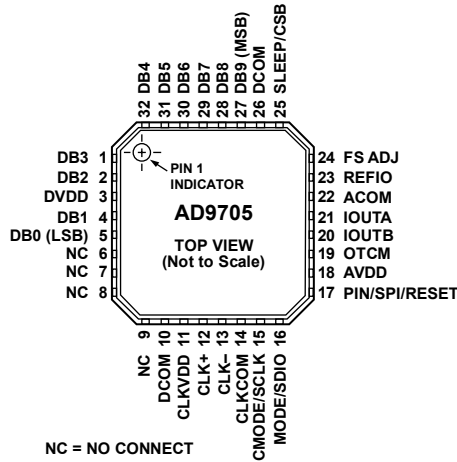 32 DB4
31 DB5
30 DB6
29 DB7
28 DB8
27 DB9 (MSB)
26 DCOM
25 SLEEP/CSB
DB3 1
DB2 2
DVDD 3
DB1 4
DB0 (LSB) 5
NC 6
NC 7
NC 8
PIN 1
INDICATOR
AD9705
TOP VIEW
(Not to Scale)
24 FS ADJ
23 REFIO
22 ACOM
21 IOUTA
20 IOUTB
19 OTCM
18 AVDD
17 PIN/SPI/RESET
NC 9
DCOM 10
CLKVDD 11
CLK+ 12
CLK– 13
CLKCOM 14
CMODE/SCLK 15
MODE/SDIO 16
NC = NO CONNECT